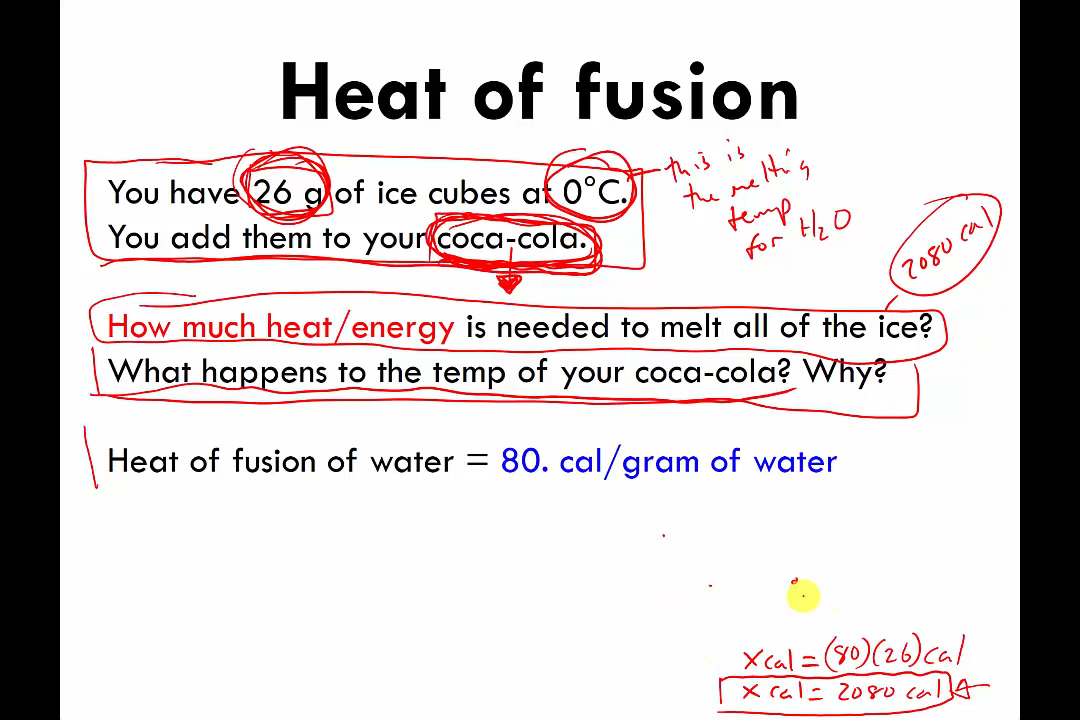 Heat of fusion
You have 26 g of ice cubes at 0°C.
You add them to your coca-cola.
this is
the melting
temp
for H₂O
2080 cal
How much heat/energy is needed to melt all of the ice?
What happens to the temp of your coca-cola? Why?
Heat of fusion of water = 80. cal/gram of water
x cal = (80)(26) cal
x cal = 2080 cal